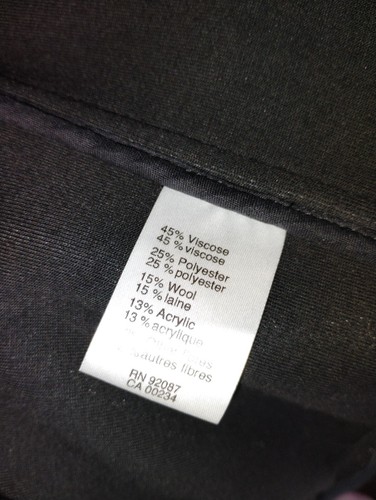 45% Viscose
45 % viscose
25% Polyester
25 % polyester
15% Wool
15 % laine
13% Acrylic
13 % acrylique
autres fibres
RN 92087
CA 00234